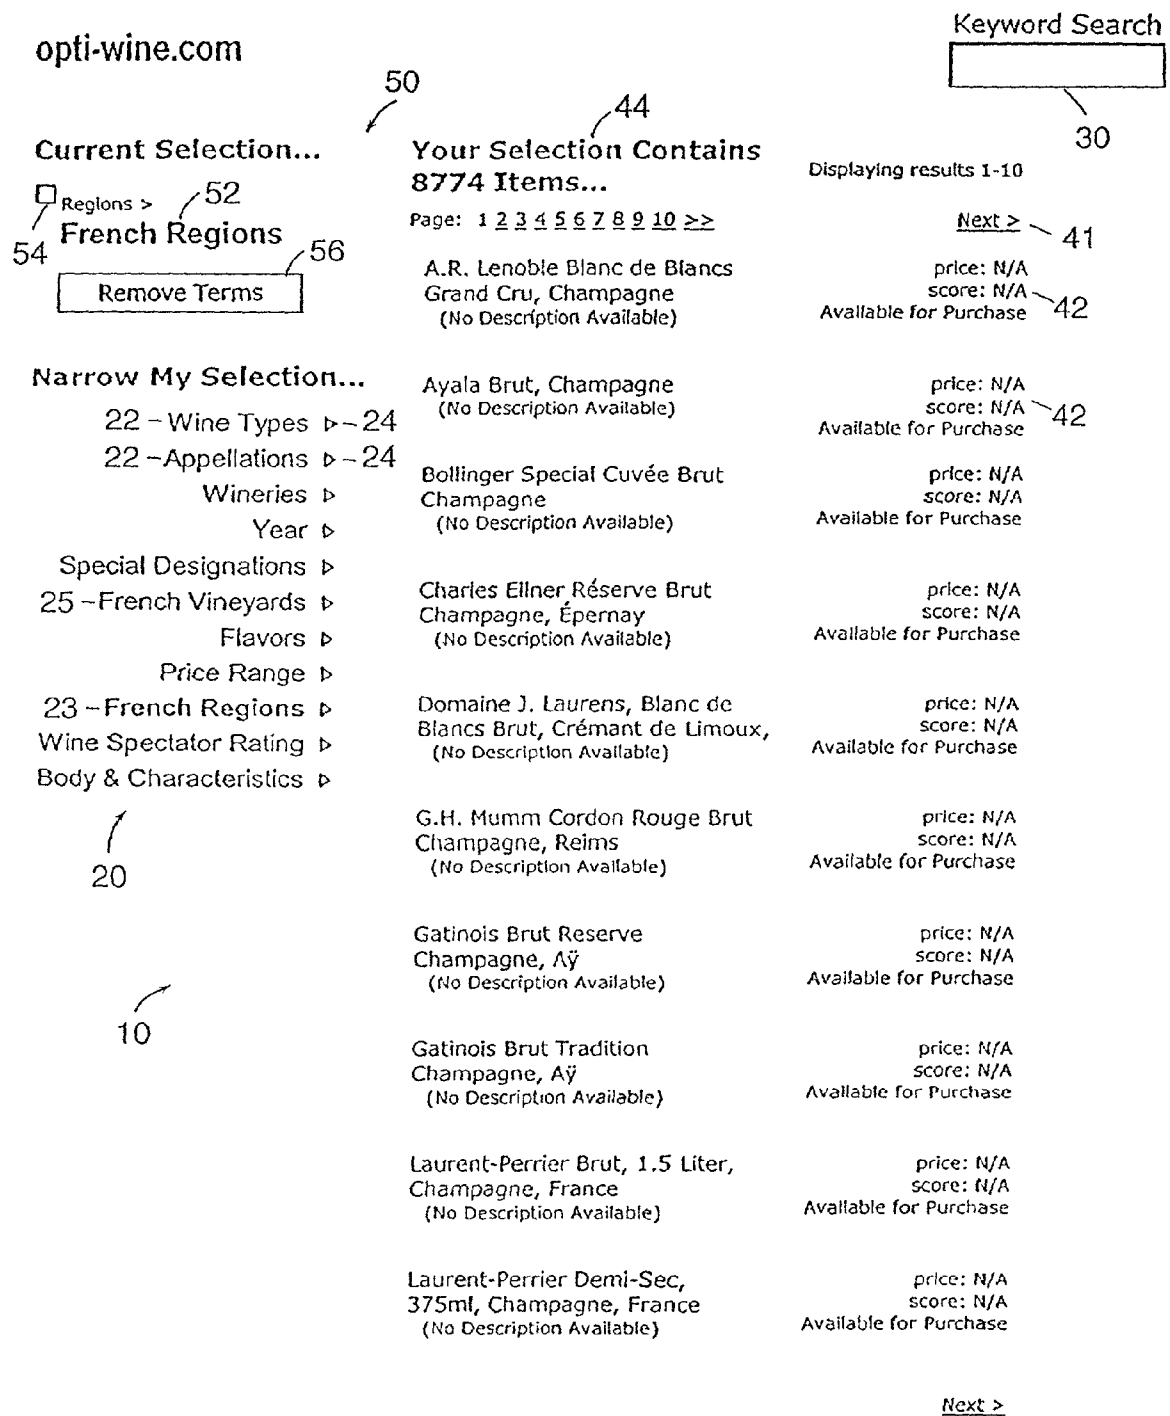 opti-wine.com
Keyword Search
30
50
Current Selection...
Regions >
52
French Regions
54
56
Remove Terms
Narrow My Selection...
22 – Wine Types ▷ – 24
22 – Appellations ▷ – 24
Wineries ▷
Year ▷
Special Designations ▷
25 – French Vineyards ▷
Flavors ▷
Price Range ▷
23 – French Regions ▷
Wine Spectator Rating ▷
Body & Characteristics ▷
20
10
44
Your Selection Contains
8774 Items...
Displaying results 1-10
Page: 1 2 3 4 5 6 7 8 9 10 >>
Next >
41
A.R. Lenoble Blanc de Blancs
Grand Cru, Champagne
(No Description Available)
price: N/A
score: N/A
42
Available for Purchase
Ayala Brut, Champagne
(No Description Available)
price: N/A
score: N/A
42
Available for Purchase
Bollinger Special Cuvée Brut
Champagne
(No Description Available)
price: N/A
score: N/A
Available for Purchase
Charles Ellner Réserve Brut
Champagne, Épernay
(No Description Available)
price: N/A
score: N/A
Available for Purchase
Domaine J. Laurens, Blanc de
Blancs Brut, Crémant de Limoux,
(No Description Available)
price: N/A
score: N/A
Available for Purchase
G.H. Mumm Cordon Rouge Brut
Champagne, Reims
(No Description Available)
price: N/A
score: N/A
Available for Purchase
Gatinois Brut Reserve
Champagne, Aÿ
(No Description Available)
price: N/A
score: N/A
Available for Purchase
Gatinois Brut Tradition
Champagne, Aÿ
(No Description Available)
price: N/A
score: N/A
Available for Purchase
Laurent-Perrier Brut, 1.5 Liter,
Champagne, France
(No Description Available)
price: N/A
score: N/A
Available for Purchase
Laurent-Perrier Demi-Sec,
375ml, Champagne, France
(No Description Available)
price: N/A
score: N/A
Available for Purchase
Next >